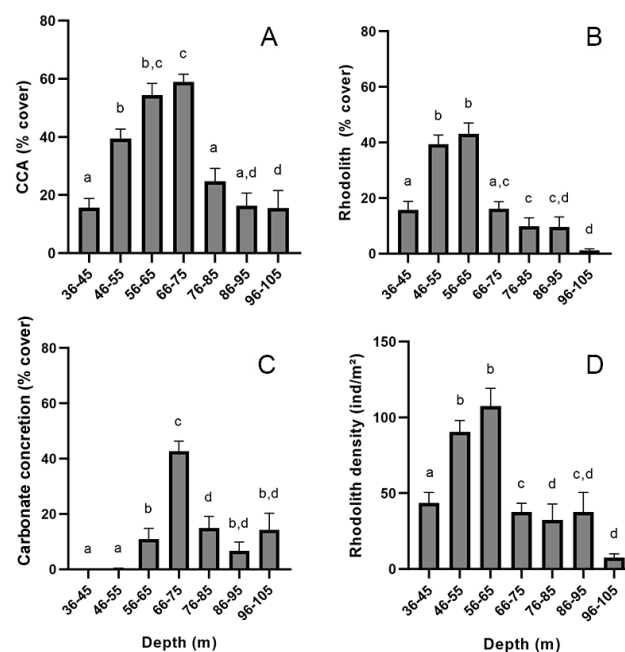 A
CCA (% cover)
80
60
40
20
0
a
b
b,c
c
a
a,d
d
36-45
46-55
56-65
66-75
76-85
86-95
96-105
B
Rhodolith (% cover)
80
60
40
20
0
a
b
b
a,c
c
c,d
d
36-45
46-55
56-65
66-75
76-85
86-95
96-105
C
Carbonate concretion (% cover)
80
60
40
20
0
a
a
b
c
d
b,d
b,d
36-45
46-55
56-65
66-75
76-85
86-95
96-105
Depth (m)
D
Rhodolith density (ind/m²)
150
100
50
0
a
b
b
c
d
c,d
d
36-45
46-55
56-65
66-75
76-85
86-95
96-105
Depth (m)